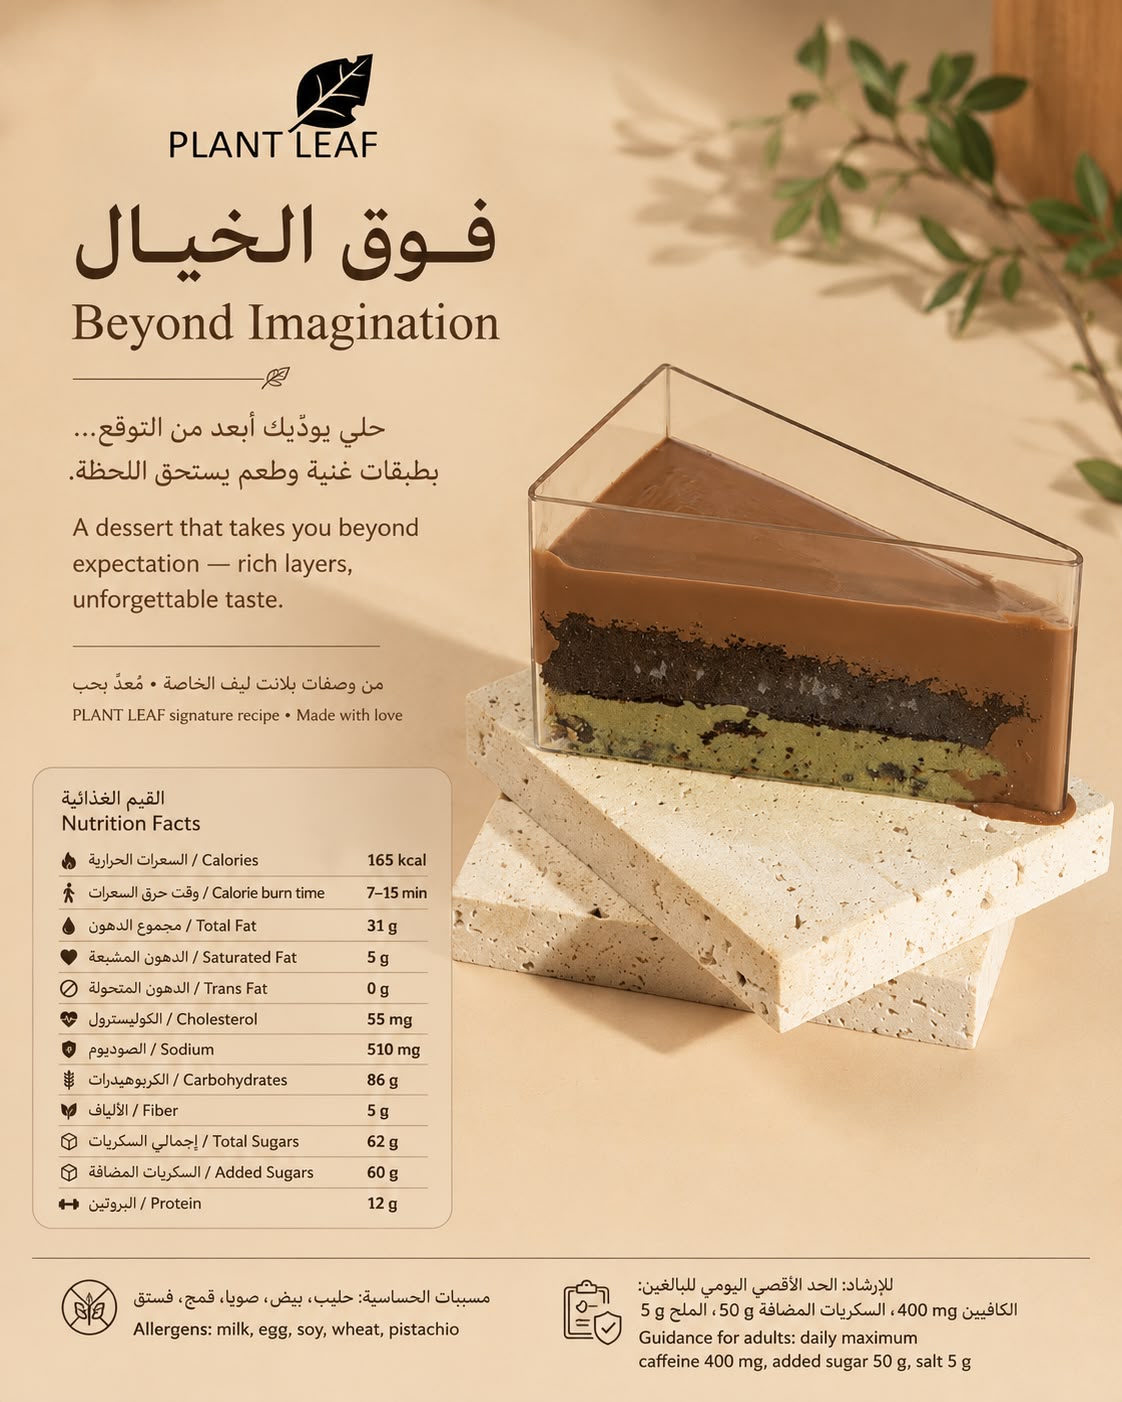 PLANT LEAF
فوق الخيال
Beyond Imagination
حلي يودّيك أبعد من التوقع...
بطبقات غنية وطعم يستحق اللحظة.
A dessert that takes you beyond
expectation — rich layers,
unforgettable taste.
من وصفات بلانت ليف الخاصة • مُعدّ بحب
PLANT LEAF signature recipe • Made with love
القيم الغذائية
Nutrition Facts
السعرات الحرارية / Calories 165 kcal
وقت حرق السعرات / Calorie burn time 7–15 min
مجموع الدهون / Total Fat 31 g
الدهون المشبعة / Saturated Fat 5 g
الدهون المتحولة / Trans Fat 0 g
الكوليسترول / Cholesterol 55 mg
الصوديوم / Sodium 510 mg
الكربوهيدرات / Carbohydrates 86 g
الألياف / Fiber 5 g
إجمالي السكريات / Total Sugars 62 g
السكريات المضافة / Added Sugars 60 g
البروتين / Protein 12 g
مسببات الحساسية: حليب، بيض، صويا، قمح، فستق
Allergens: milk, egg, soy, wheat, pistachio
للإرشاد: الحد الأقصي اليومي للبالغين:
الكافيين 400 mg، السكريات المضافة 50 g، الملح 5 g
Guidance for adults: daily maximum
caffeine 400 mg, added sugar 50 g, salt 5 g